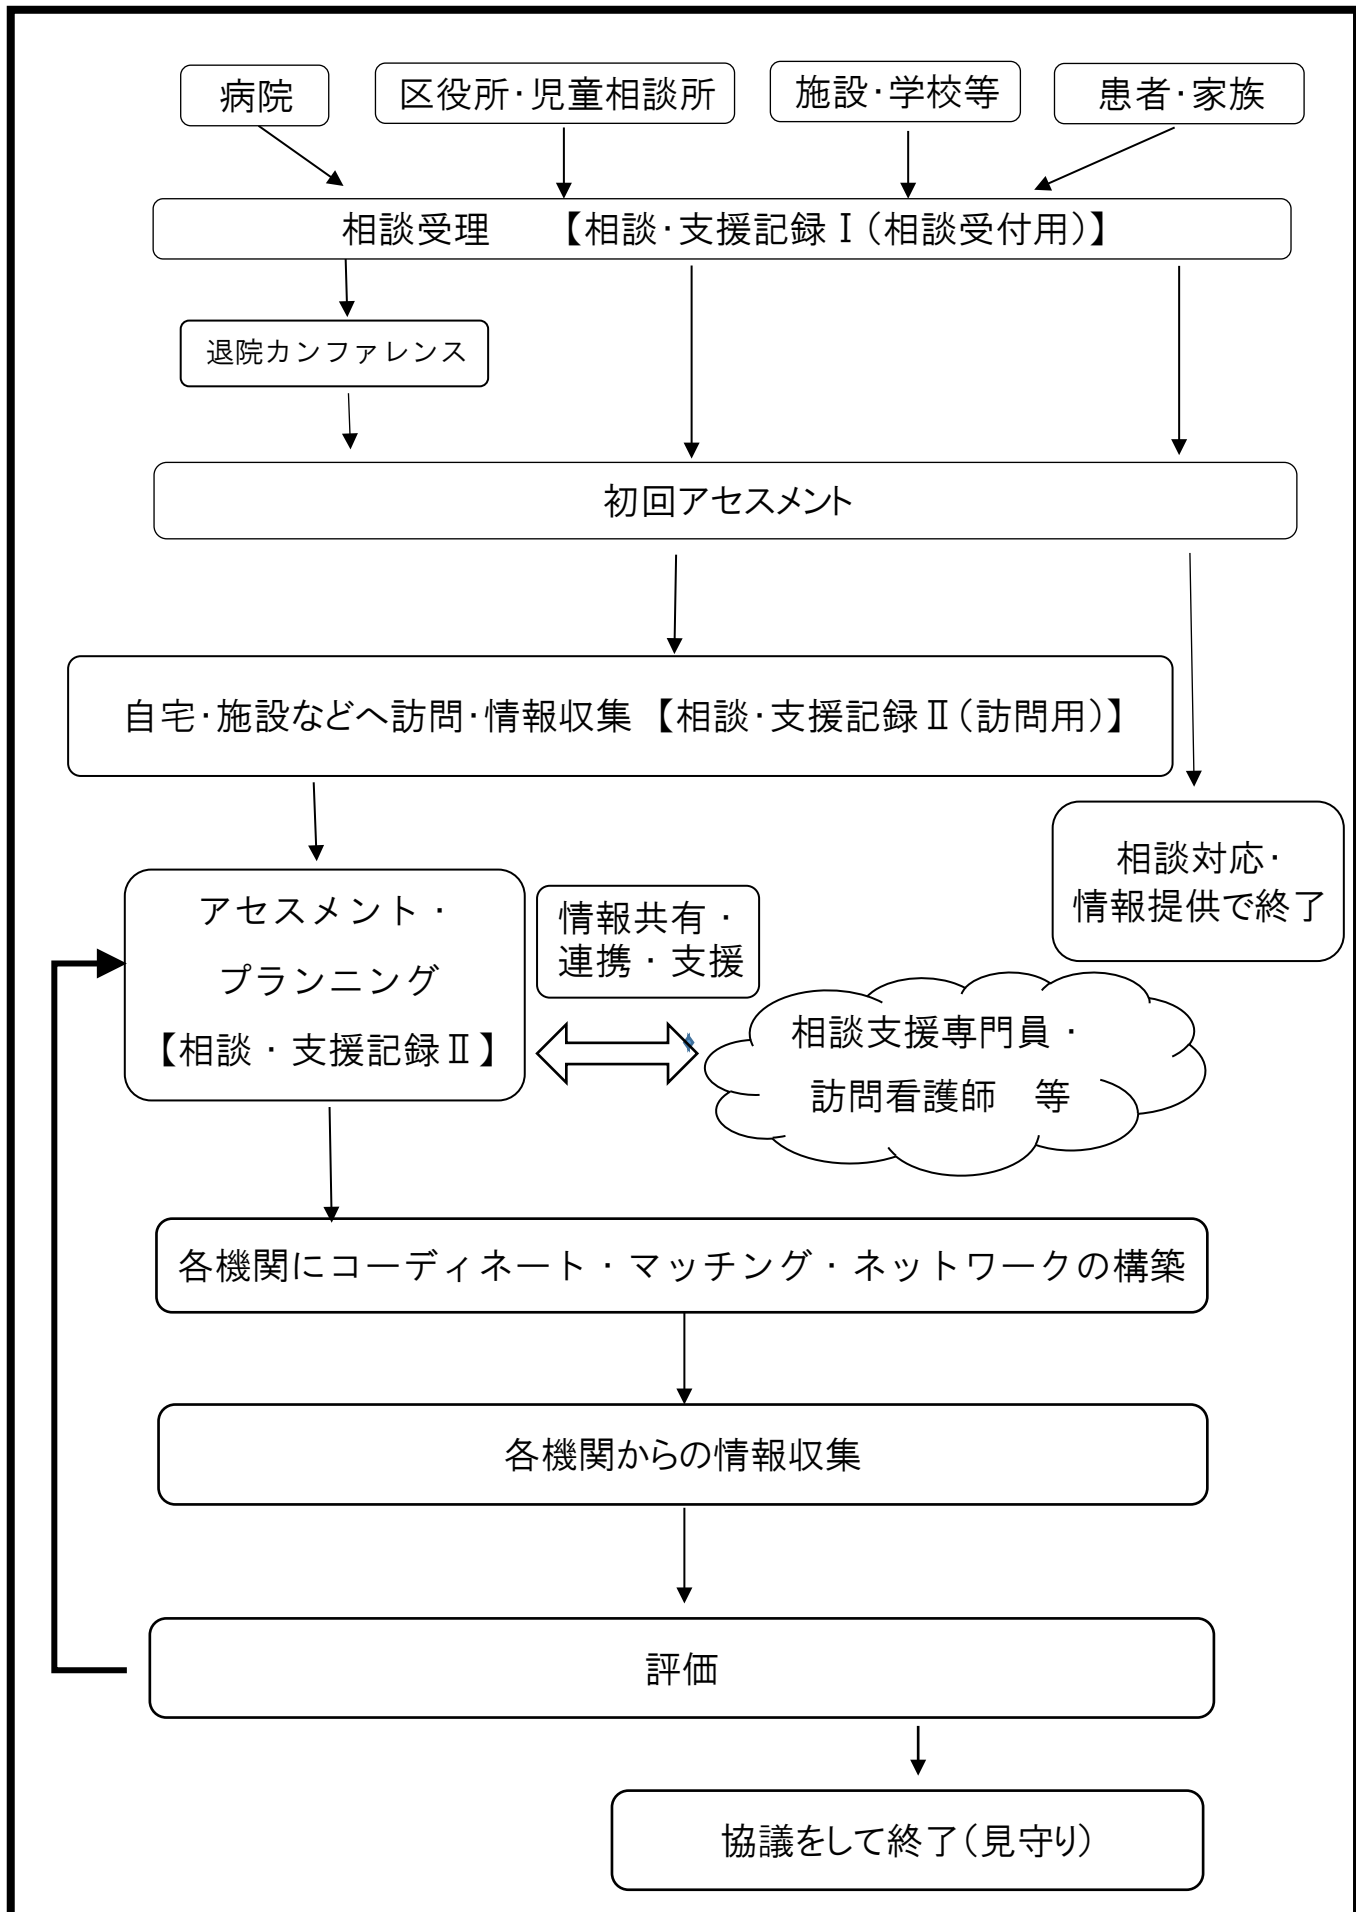 病院
区役所・児童相談所
施設・学校等
患者・家族
相談受理　【相談・支援記録Ⅰ（相談受付用）】
退院カンファレンス
初回アセスメント
自宅・施設などへ訪問・情報収集【相談・支援記録Ⅱ（訪問用）】
相談対応・
情報提供で終了
アセスメント・
プランニング
【相談・支援記録Ⅱ】
情報共有・
連携・支援
相談支援専門員・
訪問看護師　等
各機関にコーディネート・マッチング・ネットワークの構築
各機関からの情報収集
評価
協議をして終了（見守り）